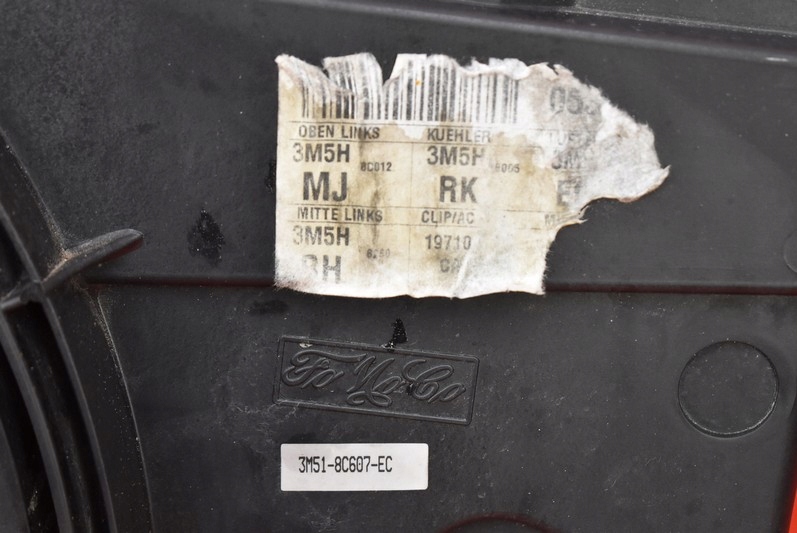 OBEN LINKS KUEHLER
3M5H 8C012 3M5H
MJ RK
MITTE LINKS CLIP/AC
3M5H 19710
FoMoCo
3M51-8C607-EC